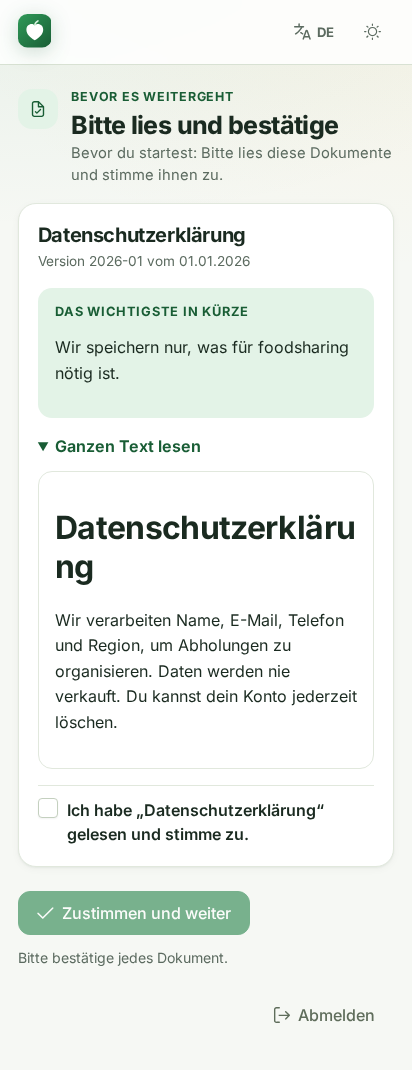 DE
BEVOR ES WEITERGEHT
Bitte lies und bestätige
Bevor du startest: Bitte lies diese Dokumente
und stimme ihnen zu.
Datenschutzerklärung
Version 2026-01 vom 01.01.2026
DAS WICHTIGSTE IN KÜRZE
Wir speichern nur, was für foodsharing
nötig ist.
Ganzen Text lesen
Datenschutzerkläru
ng
Wir verarbeiten Name, E-Mail, Telefon
und Region, um Abholungen zu
organisieren. Daten werden nie
verkauft. Du kannst dein Konto jederzeit
löschen.
Ich habe „Datenschutzerklärung“
gelesen und stimme zu.
Zustimmen und weiter
Bitte bestätige jedes Dokument.
Abmelden